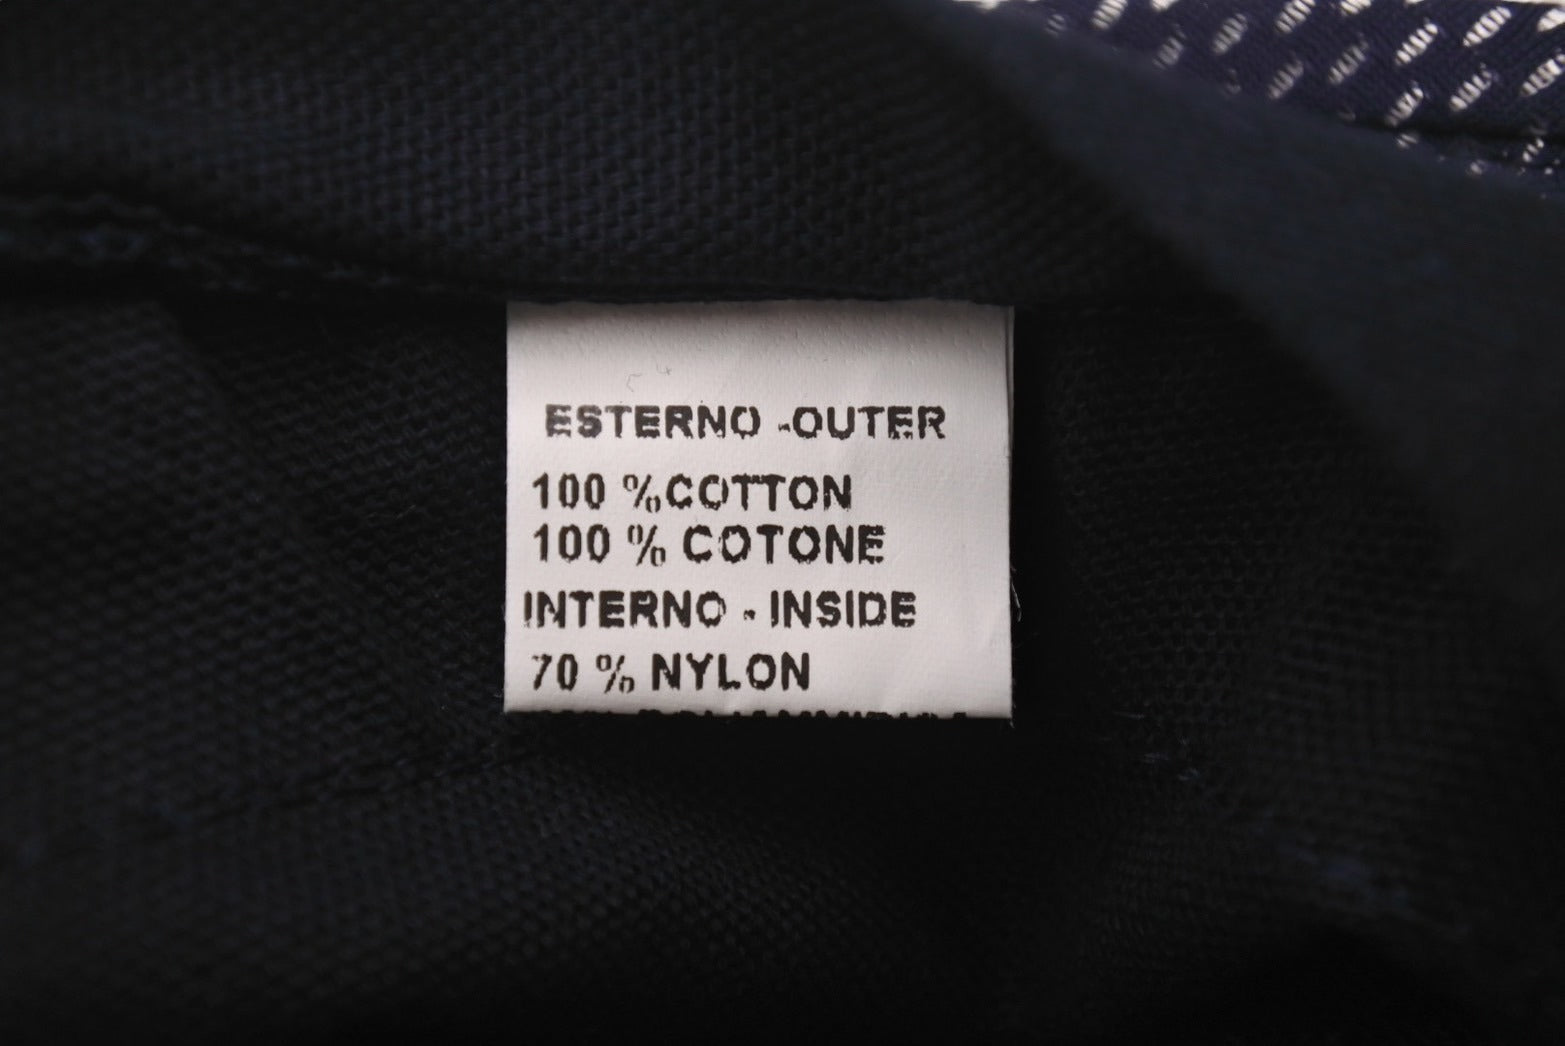 ESTERNO -OUTER
100 %COTTON
100 % COTONE
INTERNO - INSIDE
70 % NYLON